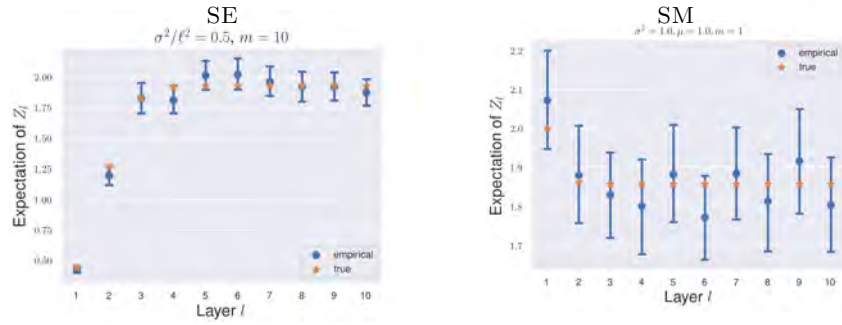 SE
σ²/ℓ² = 0.5, m = 10
Expectation of Z_l
2.00
1.75
1.50
1.25
1.00
0.75
0.50
empirical
true
1 2 3 4 5 6 7 8 9 10
Layer l
SM
σ² = 1.0, μ = 1.0, m = 1
Expectation of Z_l
2.2
2.1
2.0
1.9
1.8
1.7
empirical
true
1 2 3 4 5 6 7 8 9 10
Layer l